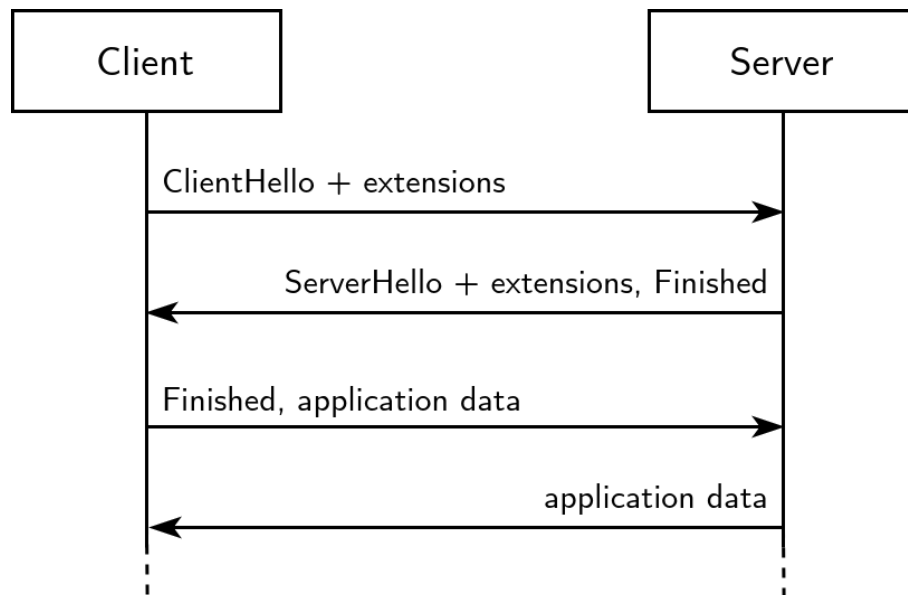 Client
Server
ClientHello + extensions
ServerHello + extensions, Finished
Finished, application data
application data